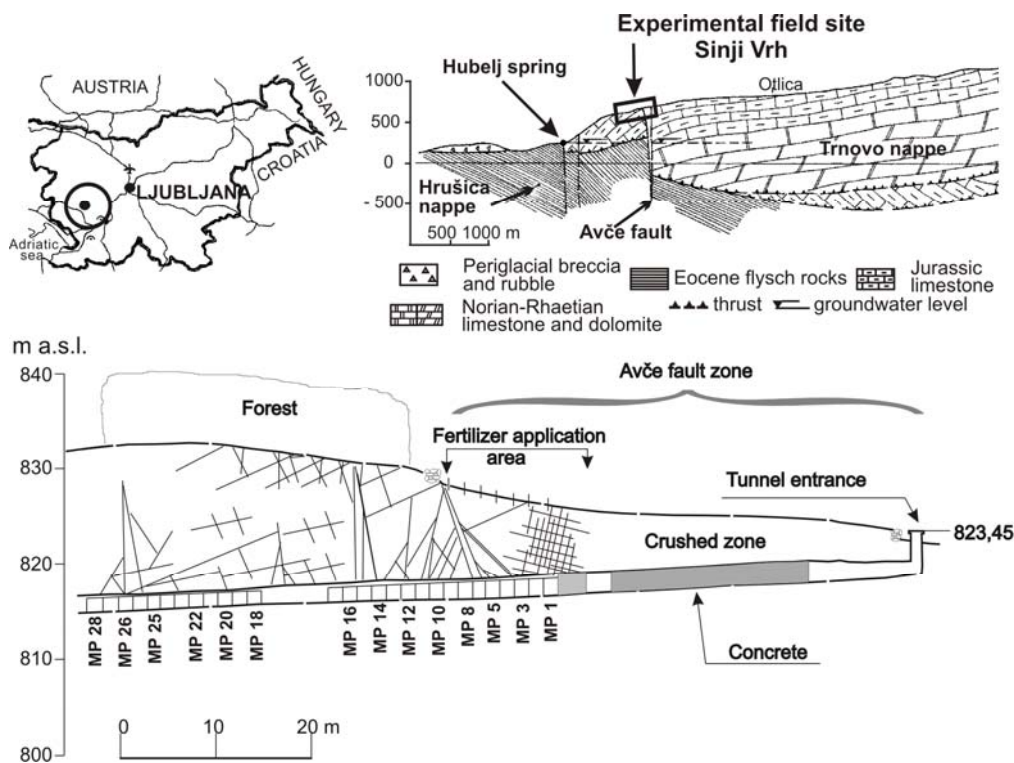 AUSTRIA
HUNGARY
CROATIA
LJUBLJANA
Adriatic
sea
Experimental field site
Sinji Vrh
Hubelj spring
Otlica
1000
500
0
- 500
Trnovo nappe
Hrušica
nappe
Avče fault
500 1000 m
Periglacial breccia
and rubble
Eocene flysch rocks
Jurassic
limestone
Norian-Rhaetian
limestone and dolomite
thrust
groundwater level
m a.s.l.
840
830
820
810
800
Avče fault zone
Forest
Fertilizer application
area
Tunnel entrance
823,45
Crushed zone
MP 28
MP 26
MP 25
MP 22
MP 20
MP 18
MP 16
MP 14
MP 12
MP 10
MP 8
MP 5
MP 3
MP 1
Concrete
0 10 20 m